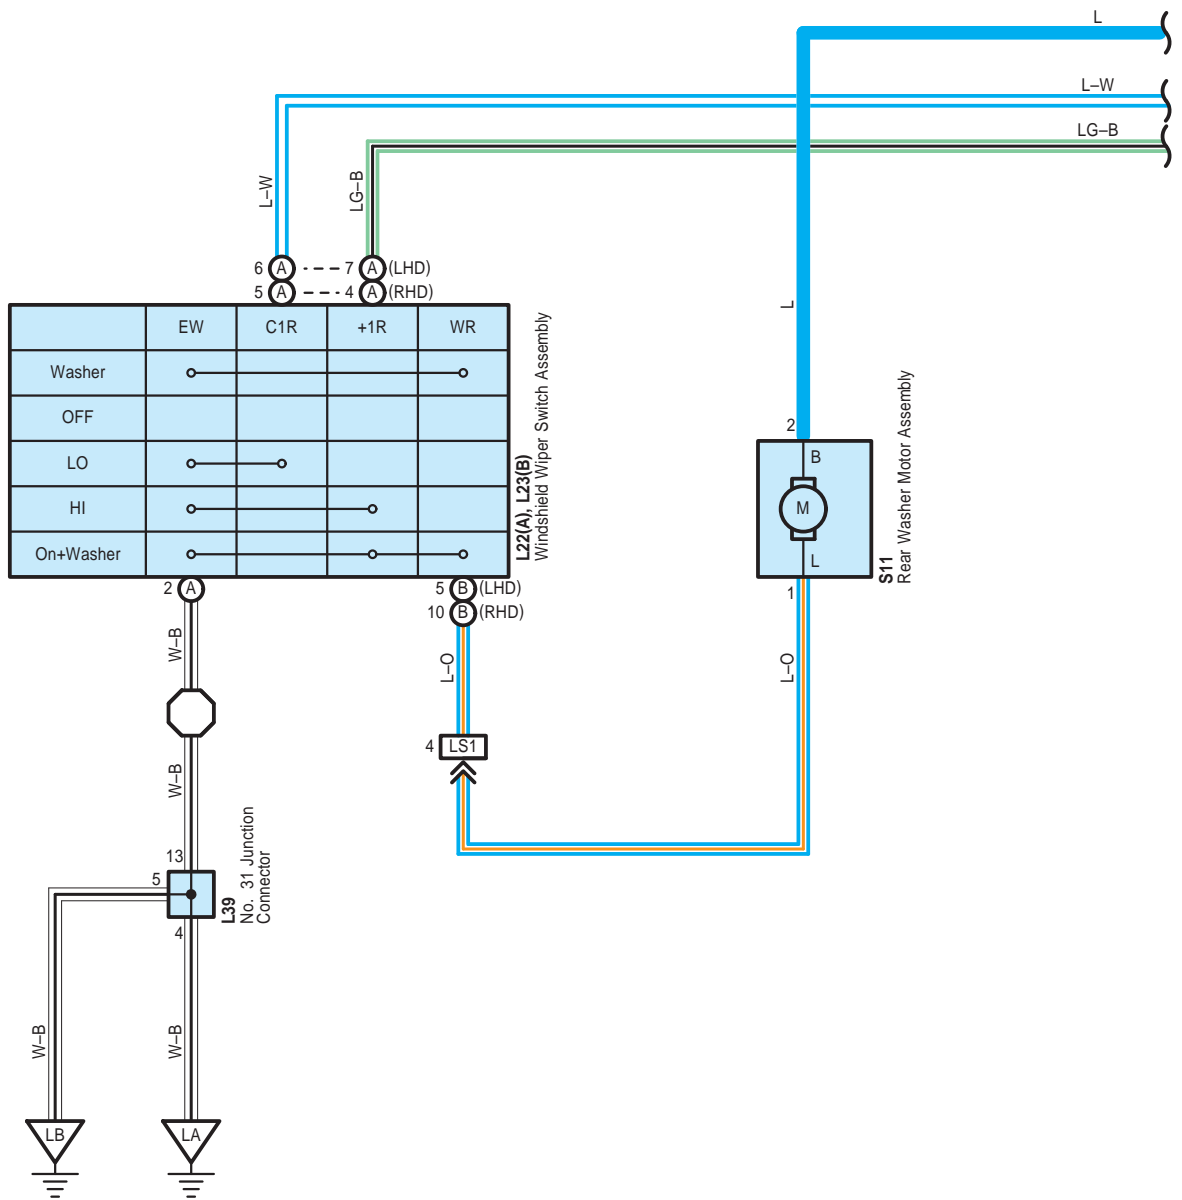 L
L–W
LG–B
L–W
LG–B
6 A 7 A (LHD)
5 A 4 A (RHD)
EW C1R +1R WR
Washer
OFF
LO
HI
On+Washer
L22(A), L23(B)
Windshield Wiper Switch Assembly
L
2
B
M
L
1
S11
Rear Washer Motor Assembly
2 A
5 B (LHD)
10 B (RHD)
W–B
L–O
L–O
4 LS1
W–B
13
5
4
L39
No. 31 Junction
Connector
W–B
W–B
LB
LA